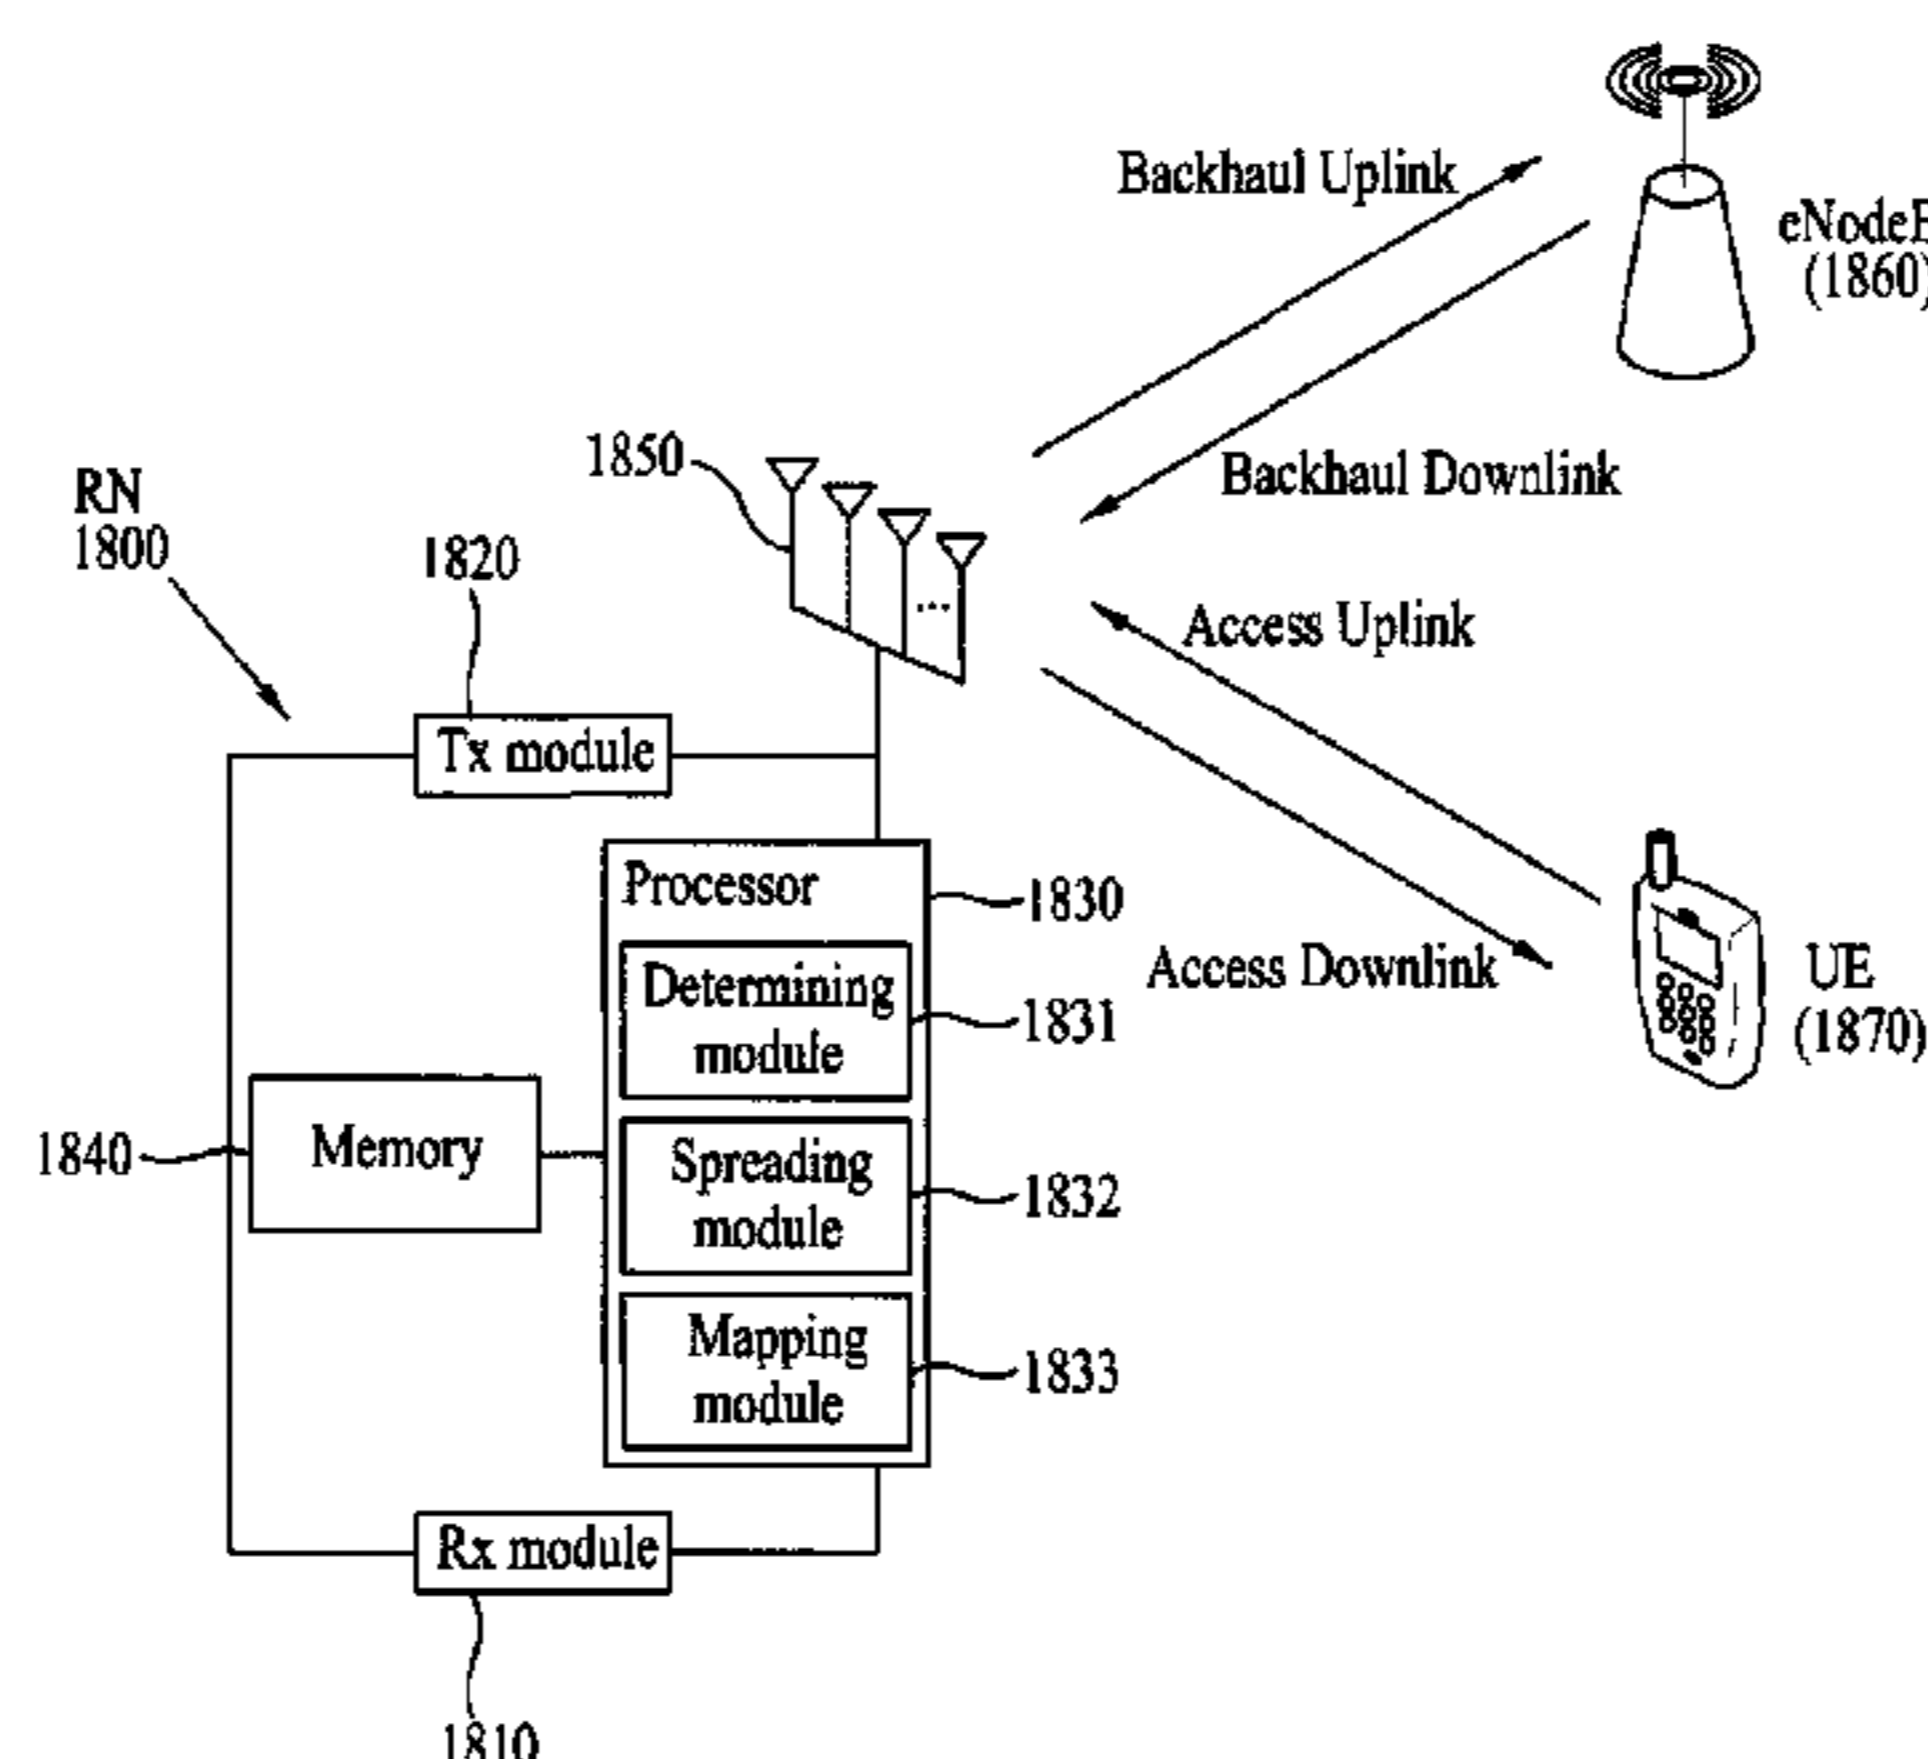 Backhaul Uplink
eNodeB
(1860)
1850
RN
1800
Backhaul Downlink
1820
Access Uplink
Tx module
Processor
1830
Determining
module
1831
Access Downlink
UE
(1870)
1840
Memory
Spreading
module
1832
Mapping
module
1833
Rx module
1810